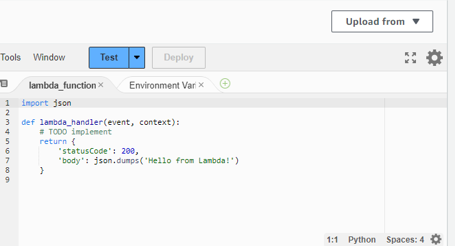 Upload from
Tools Window Test Deploy
lambda_function Environment Vari
1 import json
2
3 def lambda_handler(event, context):
4 # TODO implement
5 return {
6 'statusCode': 200,
7 'body': json.dumps('Hello from Lambda!')
8 }
9
1:1 Python Spaces: 4